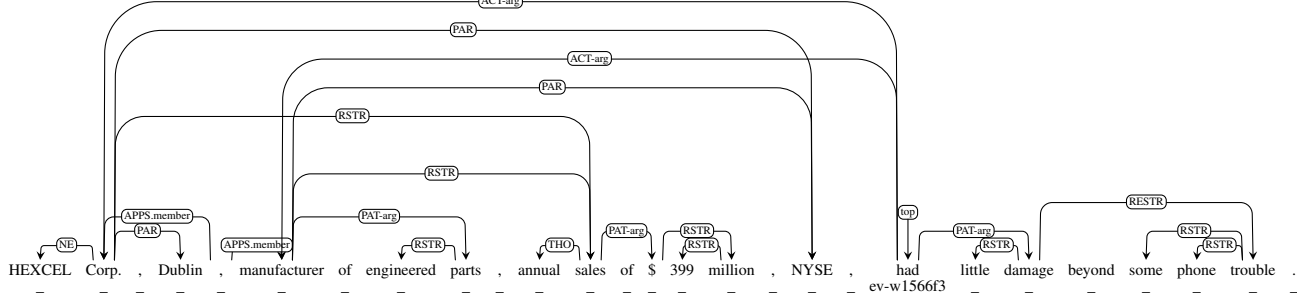 ACT-arg
PAR
ACT-arg
PAR
RSTR
RSTR
RESTR
top
APPS.member PAT-arg
NE PAR RSTR THO PAT-arg RSTR PAT-arg RSTR
APPS.member RSTR RSTR RSTR
HEXCEL Corp. , Dublin , manufacturer of engineered parts , annual sales of $ 399 million , NYSE , had little damage beyond some phone trouble .
_ _ _ _ _ _ _ _ _ _ _ _ _ _ _ _ _ _ _ ev-w1566f3 _ _ _ _ _ _ _